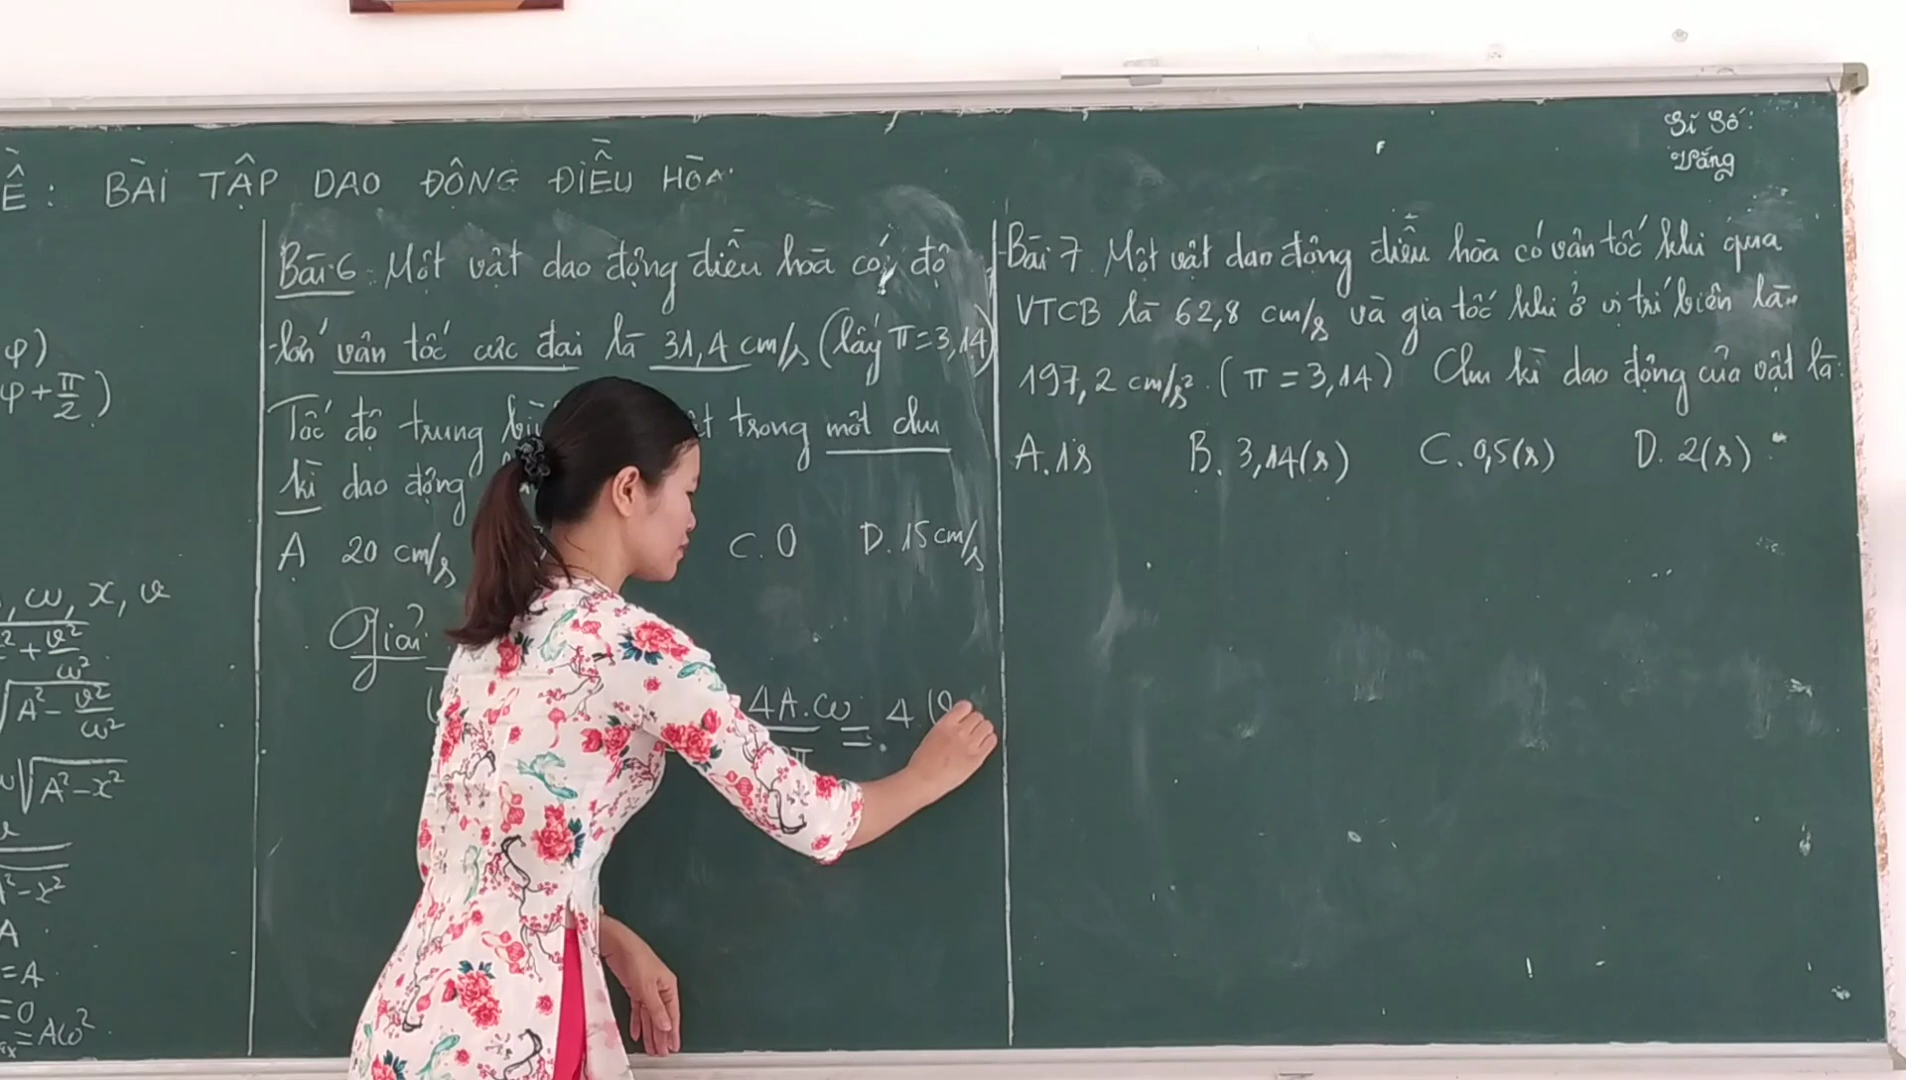 Ề: BÀI TẬP DAO ĐỘNG ĐIỀU HÒA.
Sĩ Số:
Vắng
φ)
φ + π/2)
, ω, x, v
² + v²/ω²
√A² - v²/ω²
ω√A² - x²
² - x²
A
= A
= 0
= Aω²
Bài 6: Một vật dao động điều hòa có độ
lớn vận tốc cực đại là 31,4 cm/s (lấy π = 3,14)
Tốc độ trung trong một chu
kì dao động
A 20 cm/s C. 0 D. 15 cm/s
Giải:
4A.ω = 4
π
Bài 7. Một vật dao động điều hòa có vận tốc khi qua
VTCB là 62,8 cm/s và gia tốc khi ở vị trí biên là
197,2 cm/s². (π = 3,14) Chu kì dao động của vật là:
A. 1s B. 3,14(s) C. 0,5(s) D. 2(s)